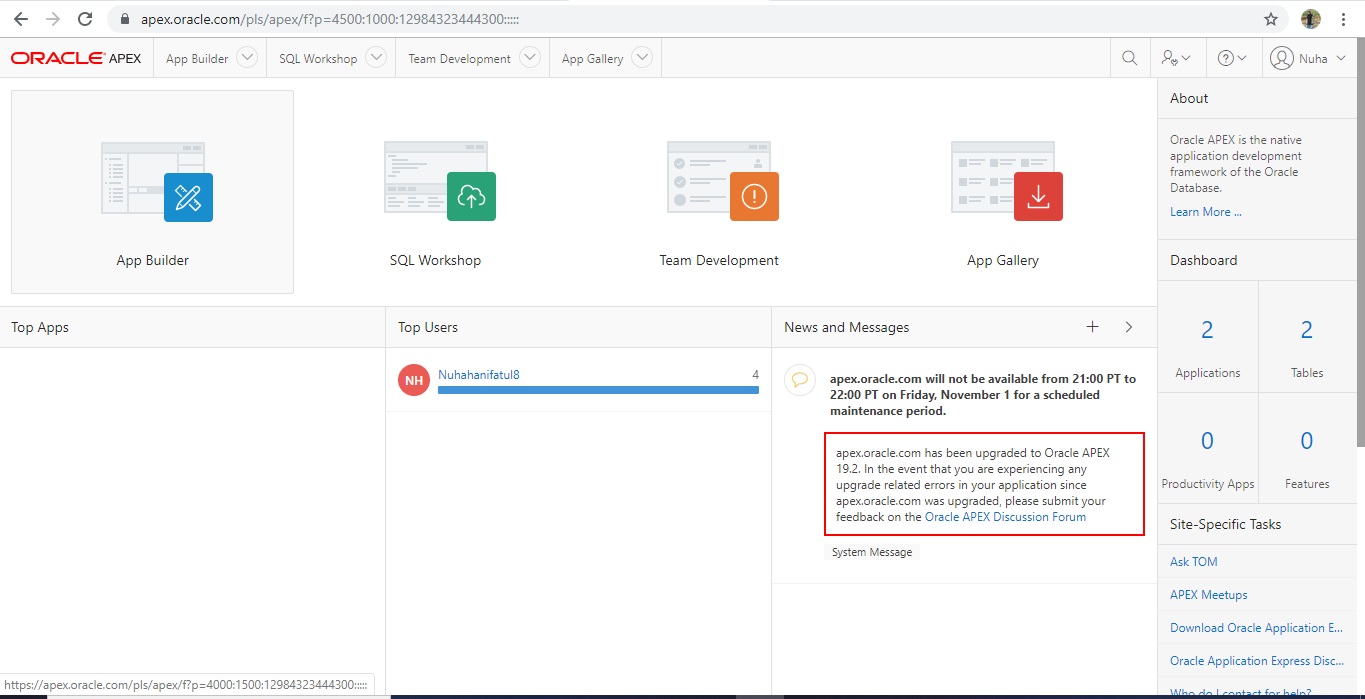 apex.oracle.com/pls/apex/f?p=4500:1000:12984323444300:::::
ORACLE APEX
App Builder
SQL Workshop
Team Development
App Gallery
Nuha
App Builder
SQL Workshop
Team Development
App Gallery
About
Oracle APEX is the native
application development
framework of the Oracle
Database.
Learn More ...
Dashboard
2
Applications
2
Tables
0
Productivity Apps
0
Features
Top Apps
Top Users
NH
Nuhahanifatul8
4
News and Messages
apex.oracle.com will not be available from 21:00 PT to
22:00 PT on Friday, November 1 for a scheduled
maintenance period.
apex.oracle.com has been upgraded to Oracle APEX
19.2. In the event that you are experiencing any
upgrade related errors in your application since
apex.oracle.com was upgraded, please submit your
feedback on the Oracle APEX Discussion Forum
System Message
Site-Specific Tasks
Ask TOM
APEX Meetups
Download Oracle Application E...
Oracle Application Express Disc...
Who do I contact for help?
https://apex.oracle.com/pls/apex/f?p=4000:1500:12984323444300:::::